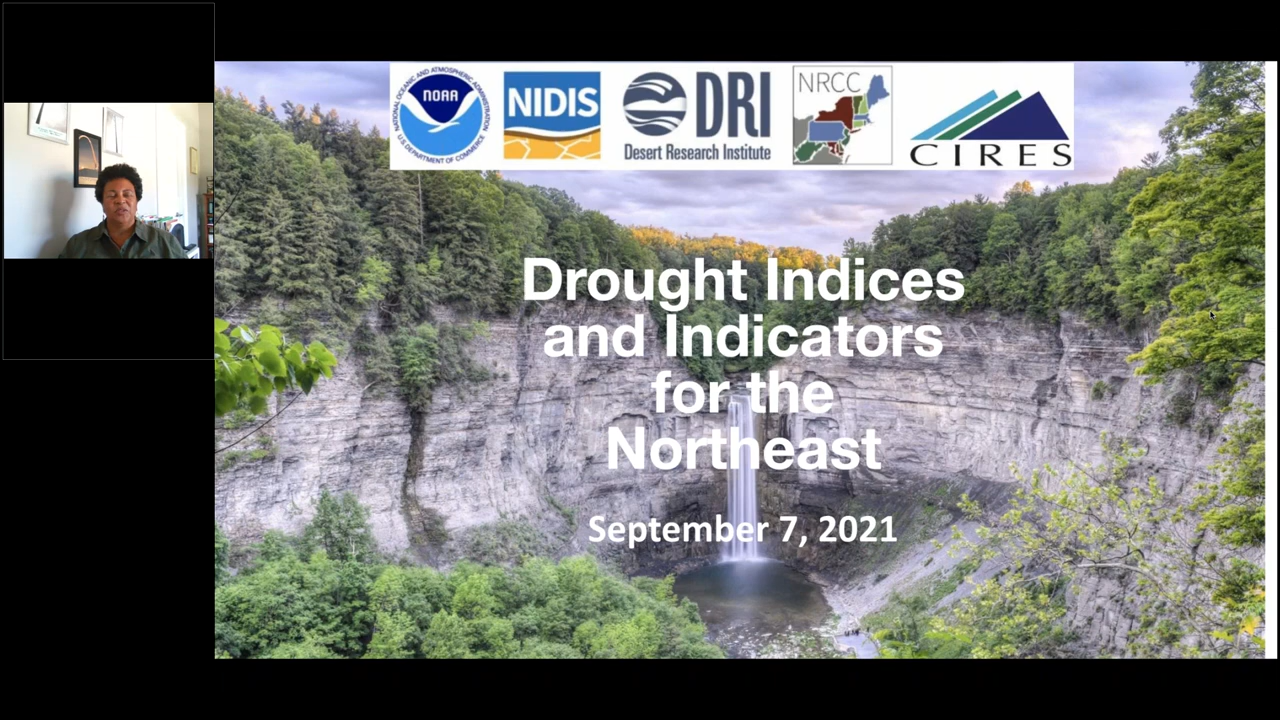 NATIONAL OCEANIC AND ATMOSPHERIC ADMINISTRATION
NOAA
U.S. DEPARTMENT OF COMMERCE
NIDIS
DRI
Desert Research Institute
NRCC
CIRES
Drought Indices
and Indicators
for the
Northeast
September 7, 2021